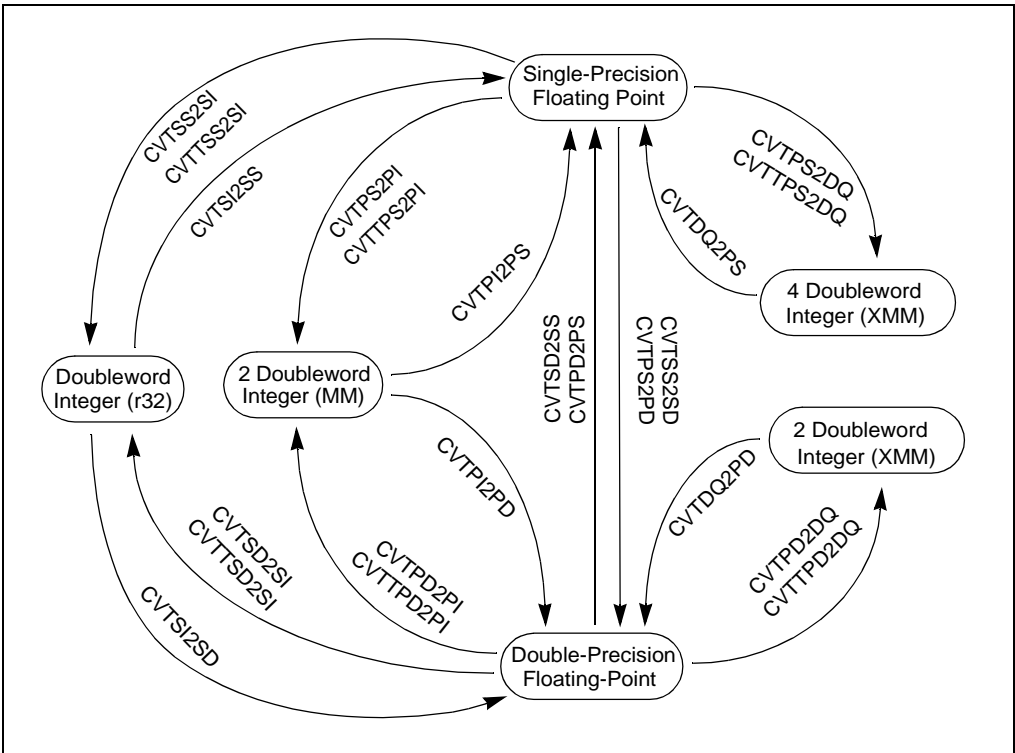 Single-Precision
Floating Point
CVTSS2SI
CVTTSS2SI
CVTSI2SS
CVTPS2PI
CVTTPS2PI
CVTPI2PS
CVTPS2DQ
CVTTPS2DQ
CVTDQ2PS
4 Doubleword
Integer (XMM)
Doubleword
Integer (r32)
2 Doubleword
Integer (MM)
CVTSD2SS
CVTPD2PS
CVTSS2SD
CVTPS2PD
2 Doubleword
Integer (XMM)
CVTPI2PD
CVTDQ2PD
CVTSD2SI
CVTTSD2SI
CVTPD2PI
CVTTPD2PI
CVTPD2DQ
CVTTPD2DQ
CVTSI2SD
Double-Precision
Floating-Point